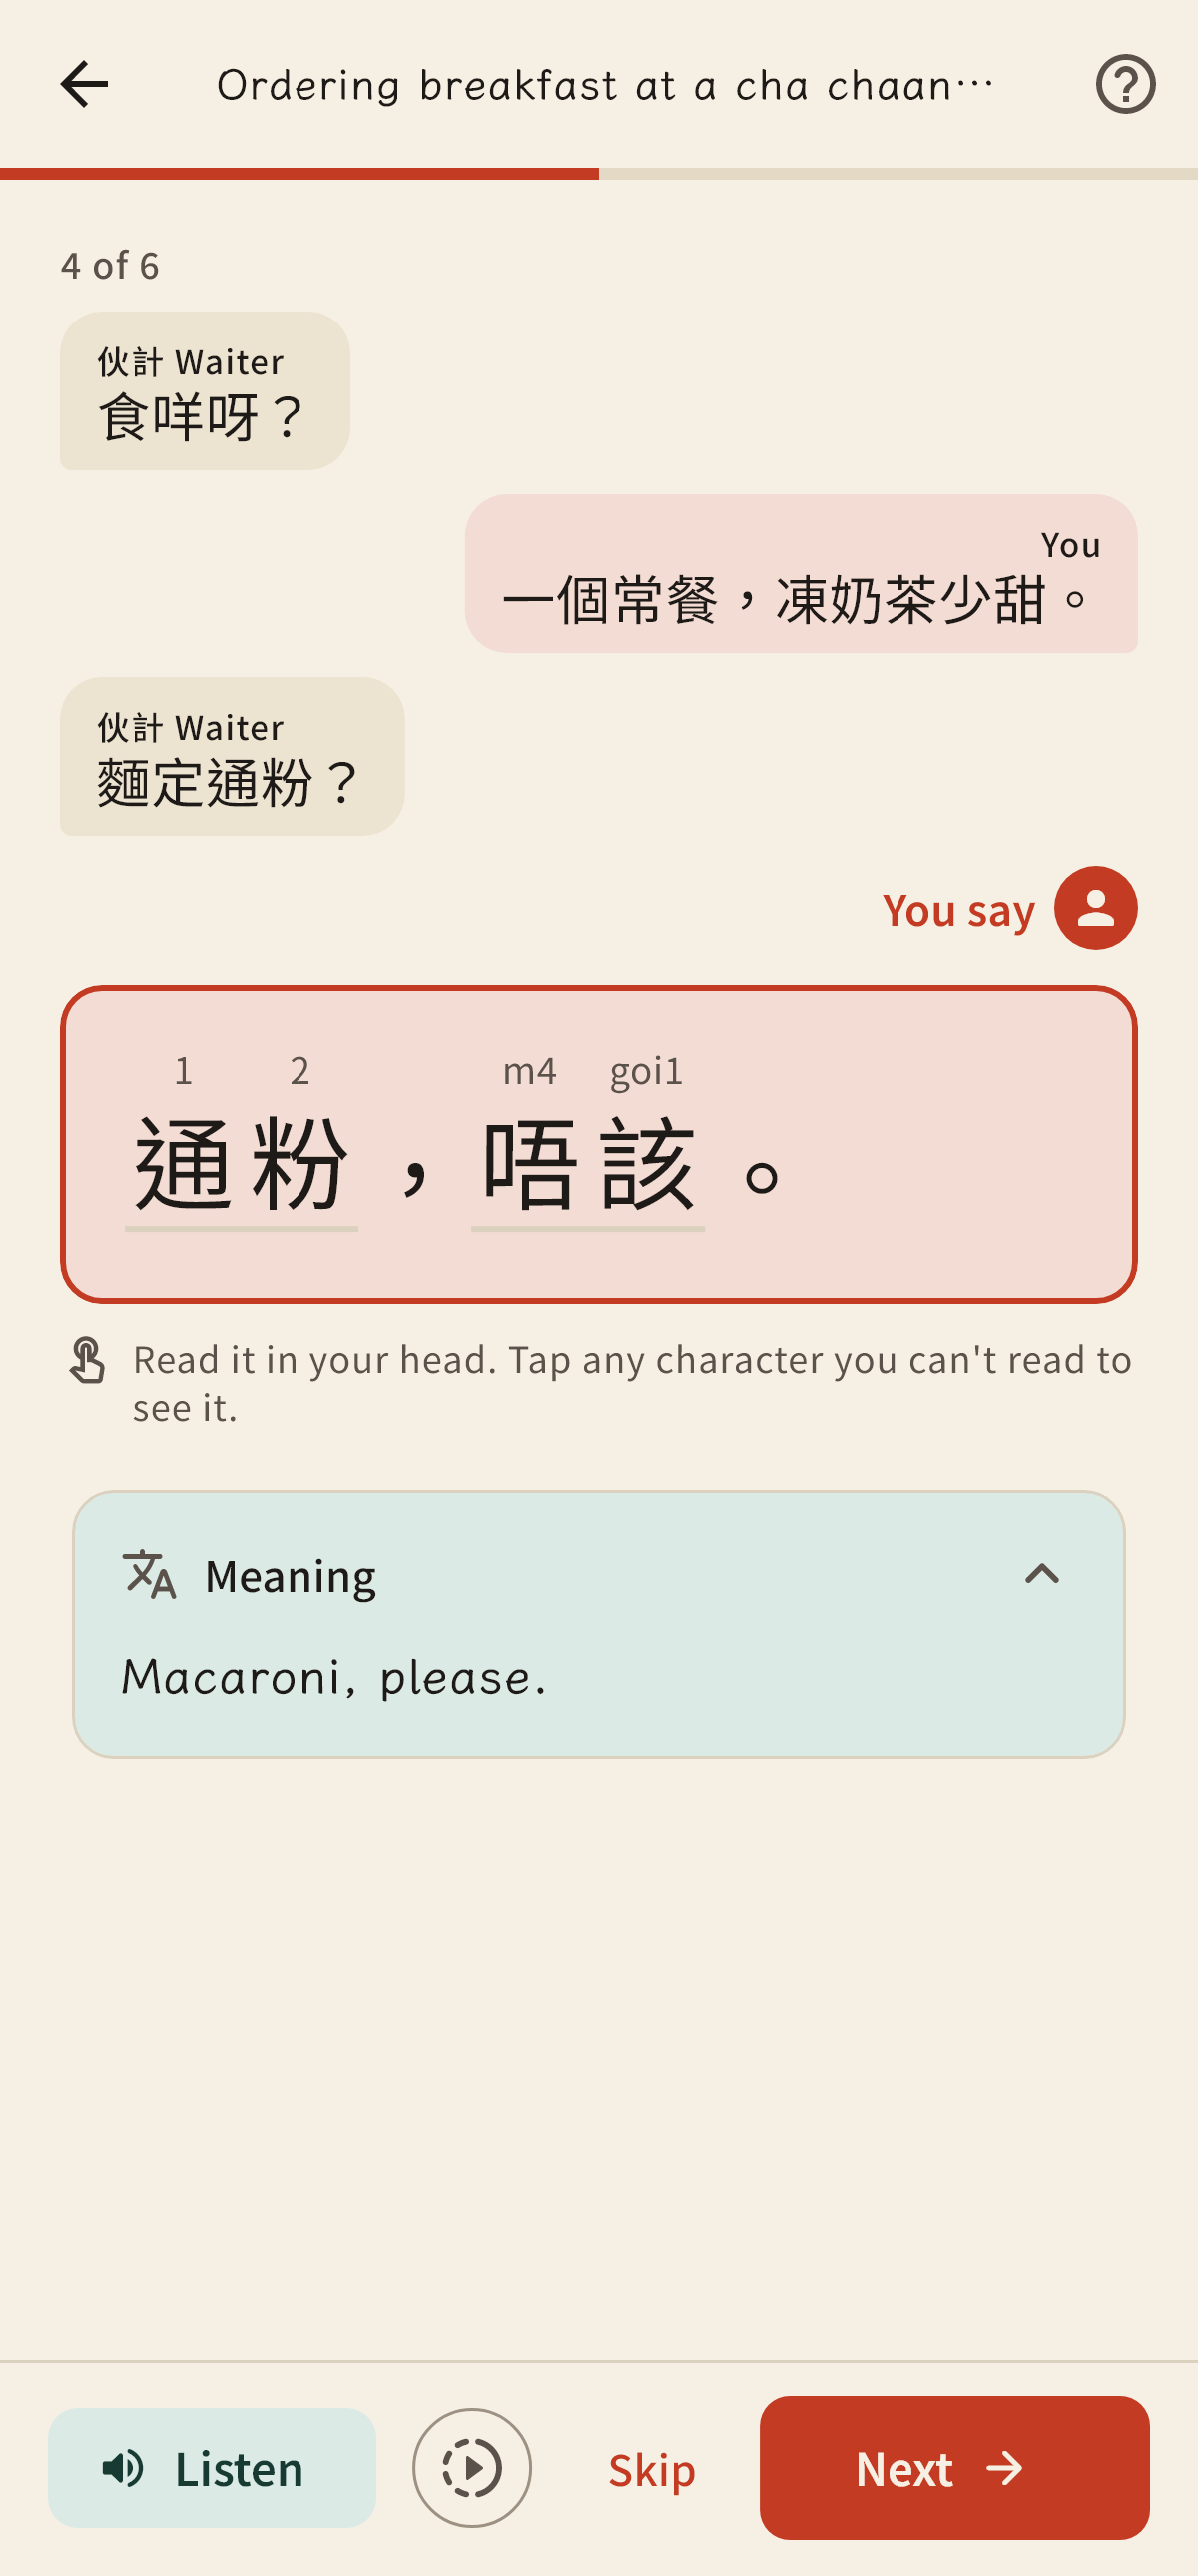 Ordering breakfast at a cha chaan…
4 of 6
伙計 Waiter
食咩呀？
You
一個常餐，凍奶茶少甜。
伙計 Waiter
麵定通粉？
You say
1 2 m4 goi1
通粉，唔該。
Read it in your head. Tap any character you can't read to
see it.
Meaning
Macaroni, please.
Listen
Skip
Next